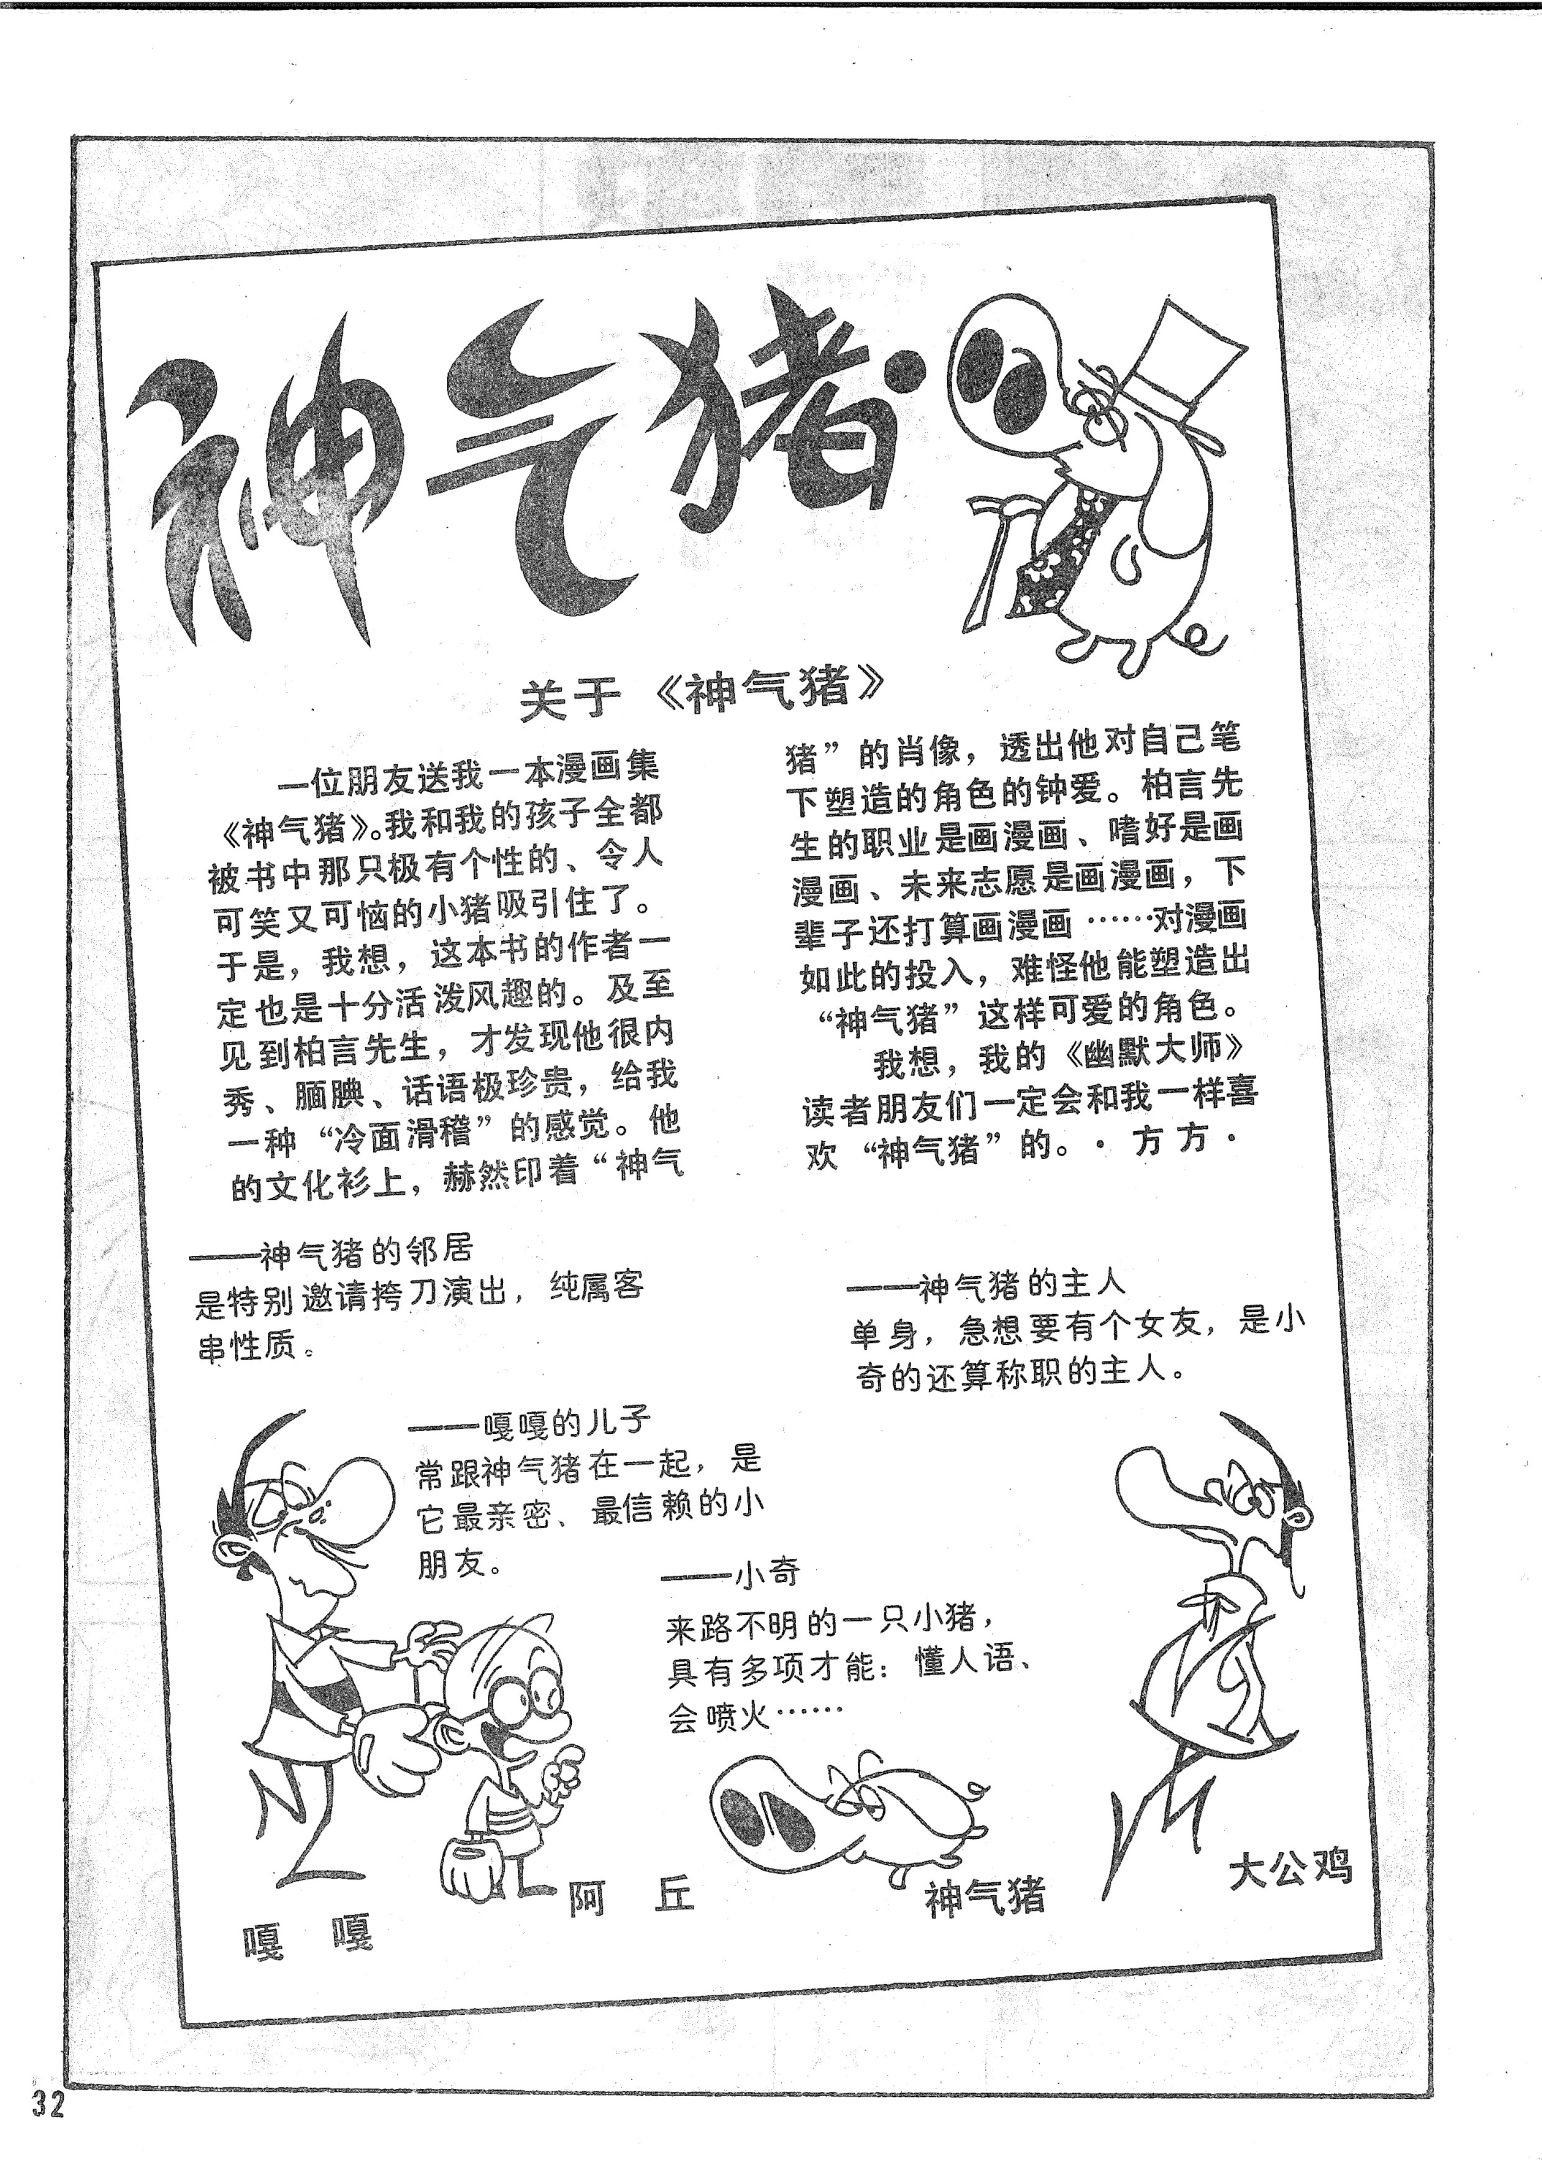 神气猪
关于《神气猪》
一位朋友送我一本漫画集
《神气猪》。我和我的孩子全都
被书中那只极有个性的、令人
可笑又可恼的小猪吸引住了。
于是，我想，这本书的作者一
定也是十分活泼风趣的。及至
见到柏言先生，才发现他很内
秀、腼腆、话语极珍贵，给我
一种“冷面滑稽”的感觉。他
的文化衫上，赫然印着“神气
猪”的肖像，透出他对自己笔
下塑造的角色的钟爱。柏言先
生的职业是画漫画、嗜好是画
漫画、未来志愿是画漫画，下
辈子还打算画漫画……对漫画
如此的投入，难怪他能塑造出
“神气猪”这样可爱的角色。
我想，我的《幽默大师》
读者朋友们一定会和我一样喜
欢“神气猪”的。·方方·
——神气猪的邻居
是特别邀请挎刀演出，纯属客
串性质。
——神气猪的主人
单身，急想要有个女友，是小
奇的还算称职的主人。
——嘎嘎的儿子
常跟神气猪在一起，是
它最亲密、最信赖的小
朋友。
——小奇
来路不明的一只小猪，
具有多项才能：懂人语、
会喷火……
嘎 嘎
阿 丘
神气猪
大公鸡
32